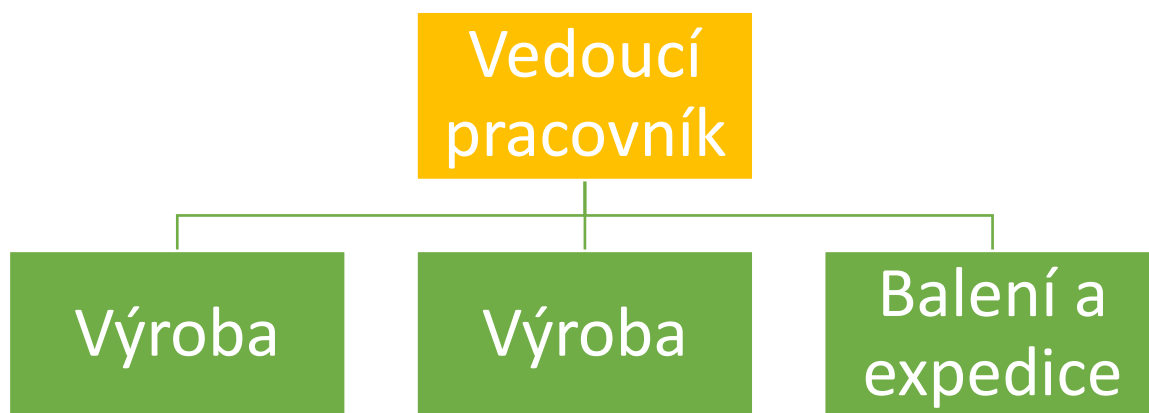 Vedoucí
pracovník
Výroba
Výroba
Balení a
expedice